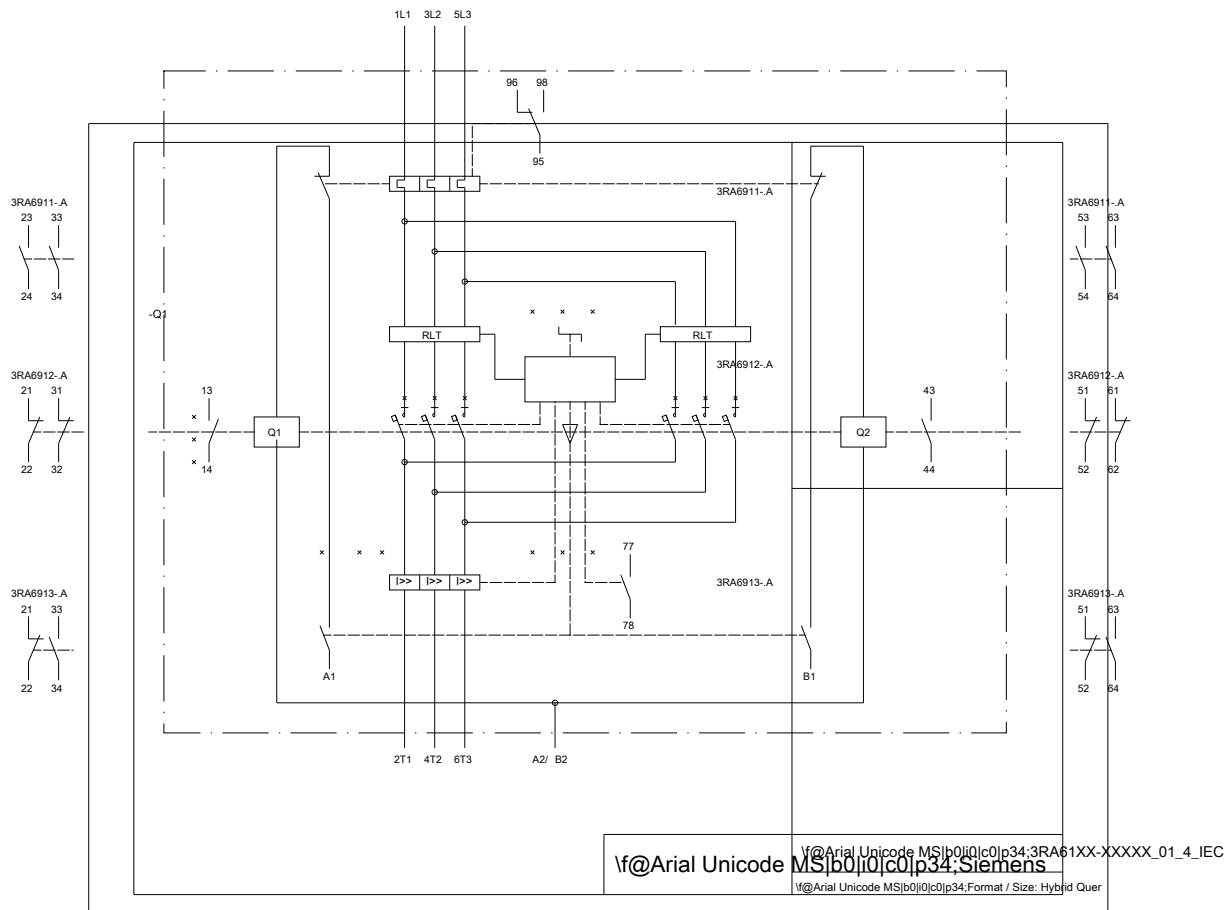 1L1 3L2 5L3
96 98
95
3RA6911-.A
3RA6911-.A
23 33
24 34
3RA6911-.A
53 63
54 64
-Q1
RLT
RLT
3RA6912-.A
3RA6912-.A
21 31
22 32
13
14
Q1
Q2
43
44
3RA6912-.A
51 61
52 62
I>> I>> I>>
77
78
3RA6913-.A
3RA6913-.A
21 33
22 34
3RA6913-.A
51 63
52 64
A1
B1
2T1 4T2 6T3 A2/ B2
\f@Arial Unicode MS|b0|i0|c0|p34;3RA61XX-XXXXX_01_4_IEC
\f@Arial Unicode MS|b0|i0|c0|p34;Siemens
\f@Arial Unicode MS|b0|i0|c0|p34;Format / Size: Hybrid Quer